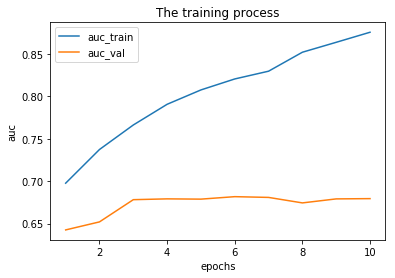 The training process
auc_train
auc_val
0.85
0.80
0.75
0.70
0.65
auc
2 4 6 8 10
epochs